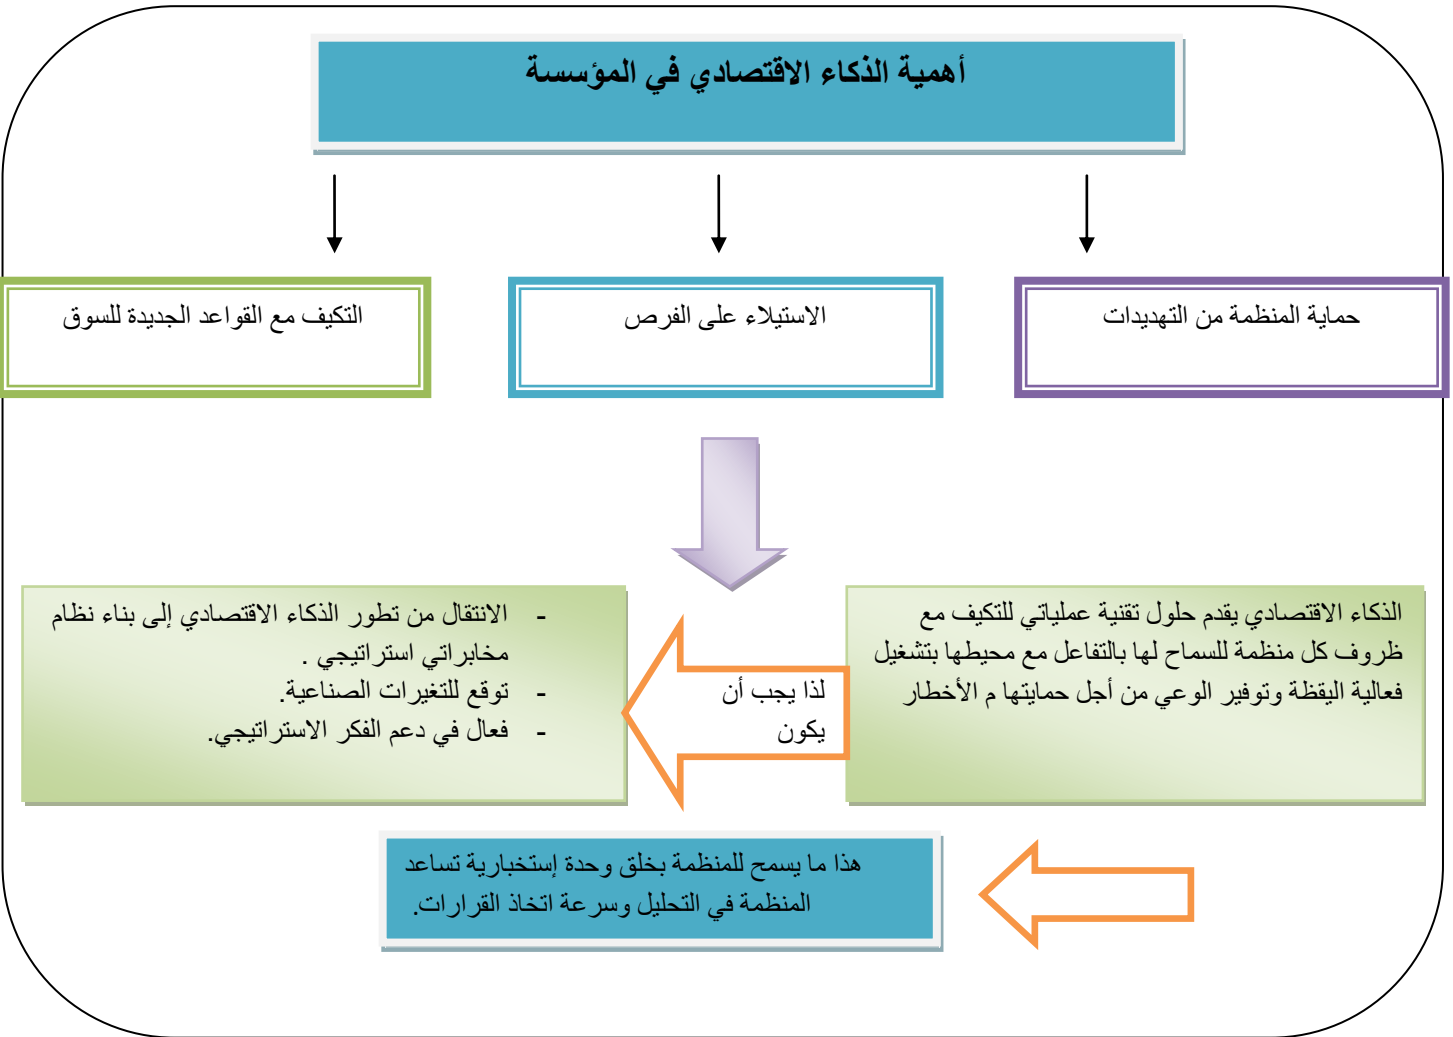 أهمية الذكاء الاقتصادي في المؤسسة
حماية المنظمة من التهديدات
الاستيلاء على الفرص
التكيف مع القواعد الجديدة للسوق
الذكاء الاقتصادي يقدم حلول تقنية عملياتي للتكيف مع
ظروف كل منظمة للسماح لها بالتفاعل مع محيطها بتشغيل
فعالية اليقظة وتوفير الوعي من أجل حمايتها م الأخطار
لذا يجب أن
يكون
- الانتقال من تطور الذكاء الاقتصادي إلى بناء نظام
مخابراتي استراتيجي .
- توقع للتغيرات الصناعية.
- فعال في دعم الفكر الاستراتيجي.
هذا ما يسمح للمنظمة بخلق وحدة إستخبارية تساعد
المنظمة في التحليل وسرعة اتخاذ القرارات.